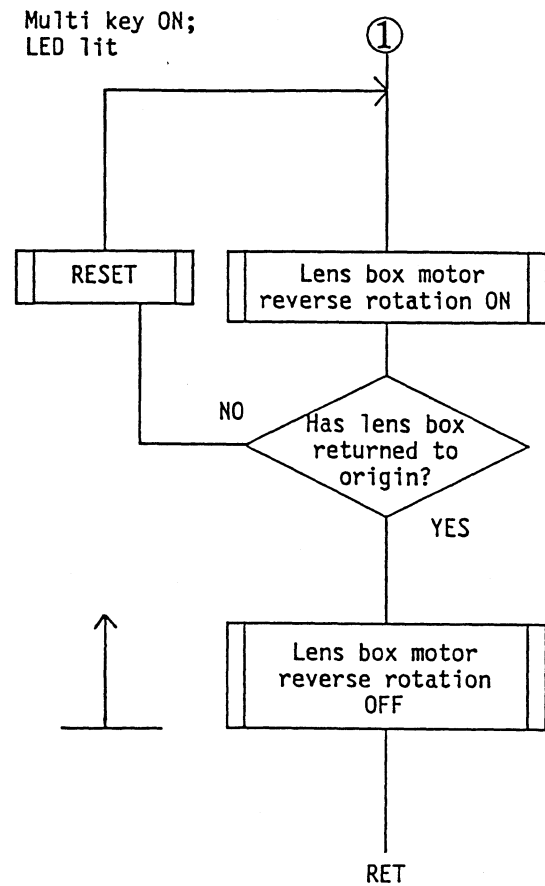 Multi key ON;
LED lit
①
RESET
Lens box motor
reverse rotation ON
NO
Has lens box
returned to
origin?
YES
Lens box motor
reverse rotation
OFF
RET